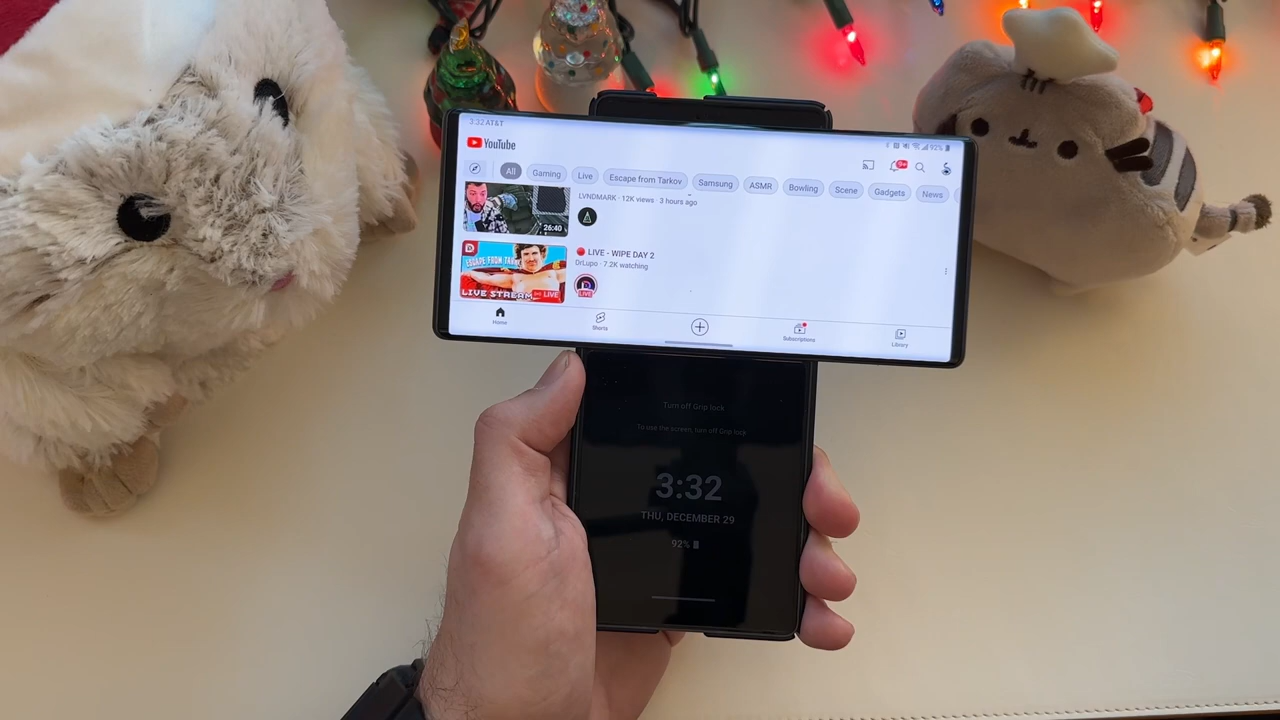 3:32 AT&T
92%
YouTube
9+
All Gaming Live Escape from Tarkov Samsung ASMR Bowling Scene Gadgets News
LVNDMARK · 12K views · 3 hours ago
26:40
LIVE - WIPE DAY 2
DrLupo · 7.2K watching
ESCAPE FROM TARK
LIVE STREAM LIVE
LIVE
Home Shorts Subscriptions Library
Turn off Grip lock
To use the screen, turn off Grip lock
3:32
THU, DECEMBER 29
92%